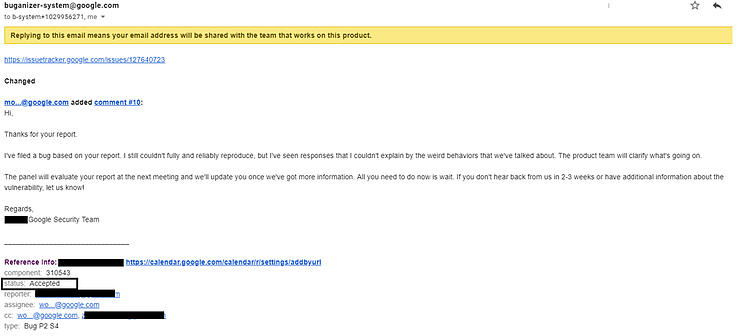 buganizer-system@google.com
to b-system+1029956271, me
Replying to this email means your email address will be shared with the team that works on this product.
https://issuetracker.google.com/issues/127640723
Changed
mo...@google.com added comment #10:
Hi,
Thanks for your report.
I've filed a bug based on your report. I still couldn't fully and reliably reproduce, but I've seen responses that I couldn't explain by the weird behaviors that we've talked about. The product team will clarify what's going on.
The panel will evaluate your report at the next meeting and we'll update you once we've got more information. All you need to do now is wait. If you don't hear back from us in 2-3 weeks or have additional information about the
vulnerability, let us know!
Regards,
Google Security Team
Reference Info: https://calendar.google.com/calendar/r/settings/addbyurl
component: 310543
status: Accepted
reporter: m
assignee: wo...@google.com
cc: wo...@google.com,
type: Bug P2 S4